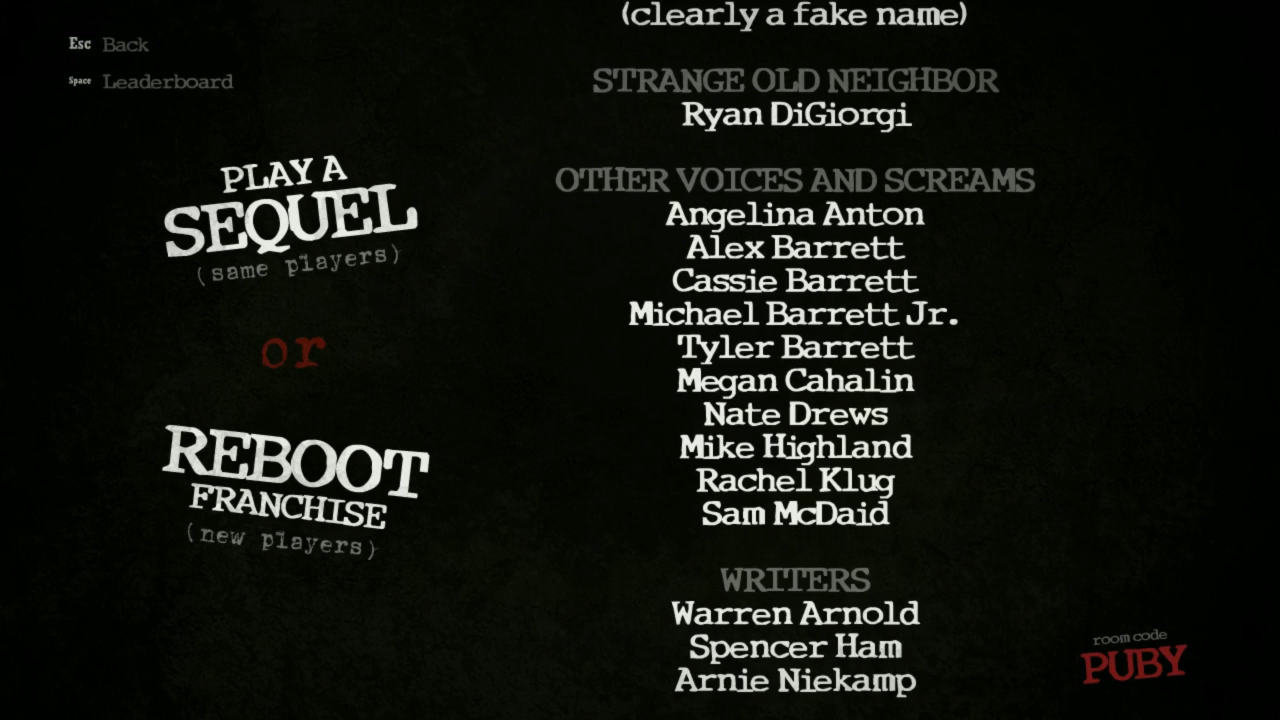 Esc Back
Space Leaderboard
PLAY A
SEQUEL
(same players)
or
REBOOT
FRANCHISE
(new players)
(clearly a fake name)
STRANGE OLD NEIGHBOR
Ryan DiGiorgi
OTHER VOICES AND SCREAMS
Angelina Anton
Alex Barrett
Cassie Barrett
Michael Barrett Jr.
Tyler Barrett
Megan Cahalin
Nate Drews
Mike Highland
Rachel Klug
Sam McDaid
WRITERS
Warren Arnold
Spencer Ham
Arnie Niekamp
room code
PUBY